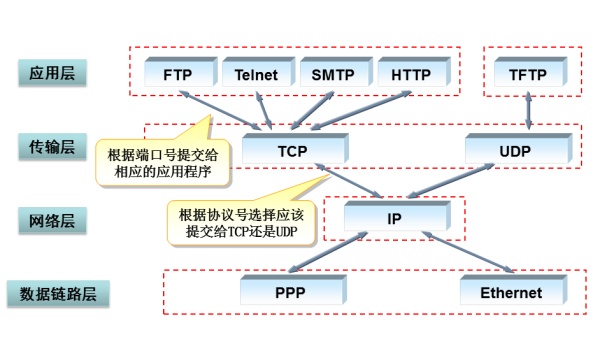 应用层
FTP
Telnet
SMTP
HTTP
TFTP
传输层
TCP
UDP
根据端口号提交给
相应的应用程序
根据协议号选择应该
提交给TCP还是UDP
网络层
IP
数据链路层
PPP
Ethernet